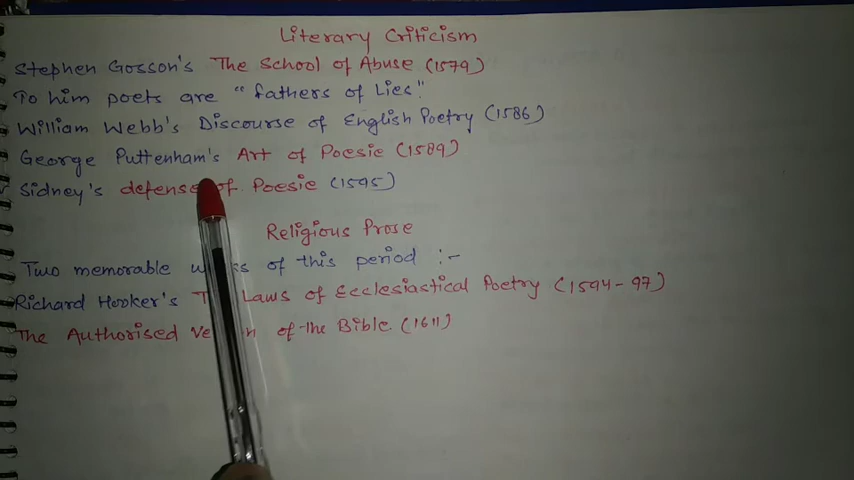 Literary Criticism
Stephen Gosson's The School of Abuse (1579)
To him poets are "fathers of Lies"
William Webb's Discourse of English Poetry (1586)
George Puttenham's Art of Poesie (1589)
Sidney's defense of Poesie (1595)
Religious Prose
Two memorable of this period :-
Richard Hooker's Laws of Ecclesiastical Poetry (1594-97)
The Authorised of the Bible (1611)